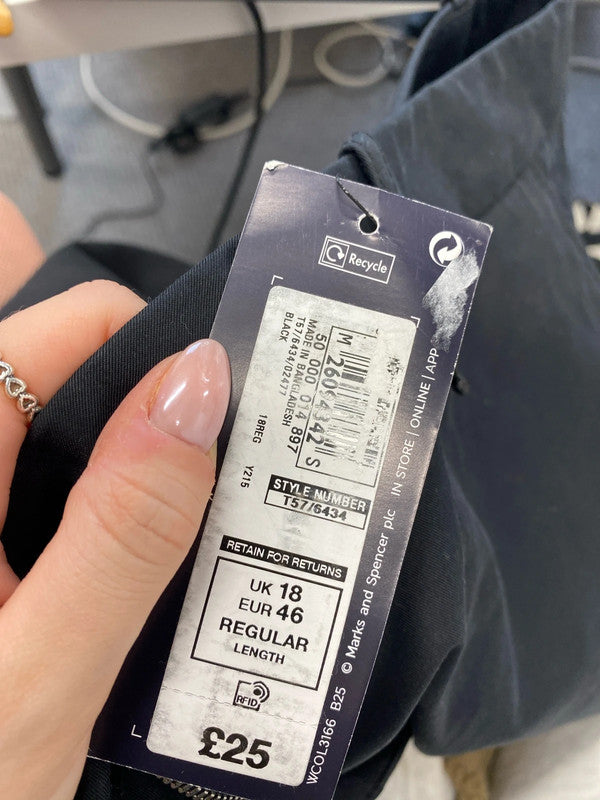 Recycle
M 260 S
50 000 014 897
MADE IN BANGLADESH
T57/6434/02477
BLACK
18REG Y215
STYLE NUMBER
T57/6434
RETAIN FOR RETURNS
UK 18
EUR 46
REGULAR
LENGTH
RFID
£25
WCOL3166 B25 © Marks and Spencer plc IN STORE | ONLINE | APP